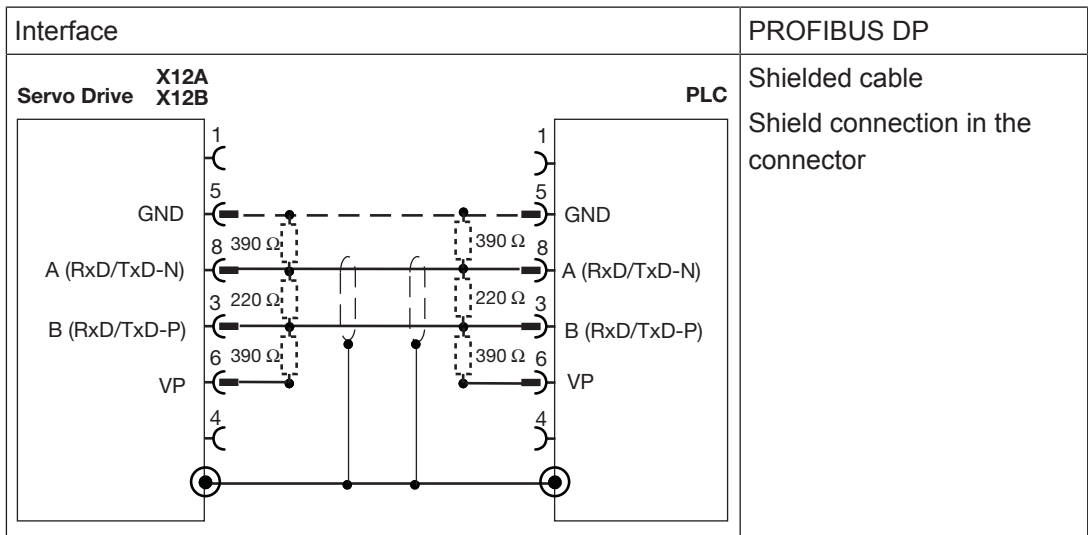 Interface
PROFIBUS DP
X12A
Servo Drive X12B
PLC
Shielded cable
Shield connection in the
connector
1
1
5
5
GND
GND
8 390 Ω
390 Ω 8
A (RxD/TxD-N)
A (RxD/TxD-N)
3 220 Ω
220 Ω 3
B (RxD/TxD-P)
B (RxD/TxD-P)
6 390 Ω
390 Ω 6
VP
VP
4
4